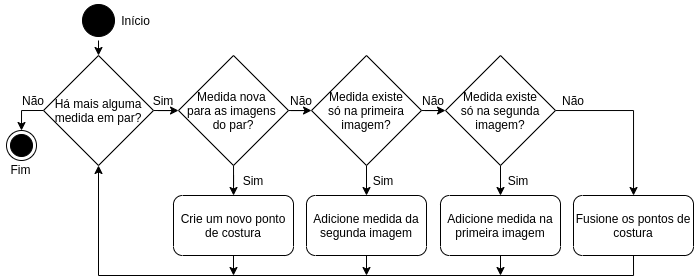 Início
Há mais alguma
medida em par?
Não
Fim
Sim
Medida nova
para as imagens
do par?
Não
Sim
Medida existe
só na primeira
imagem?
Não
Sim
Medida existe
só na segunda
imagem?
Não
Sim
Crie um novo ponto
de costura
Adicione medida da
segunda imagem
Adicione medida na
primeira imagem
Fusione os pontos de
costura